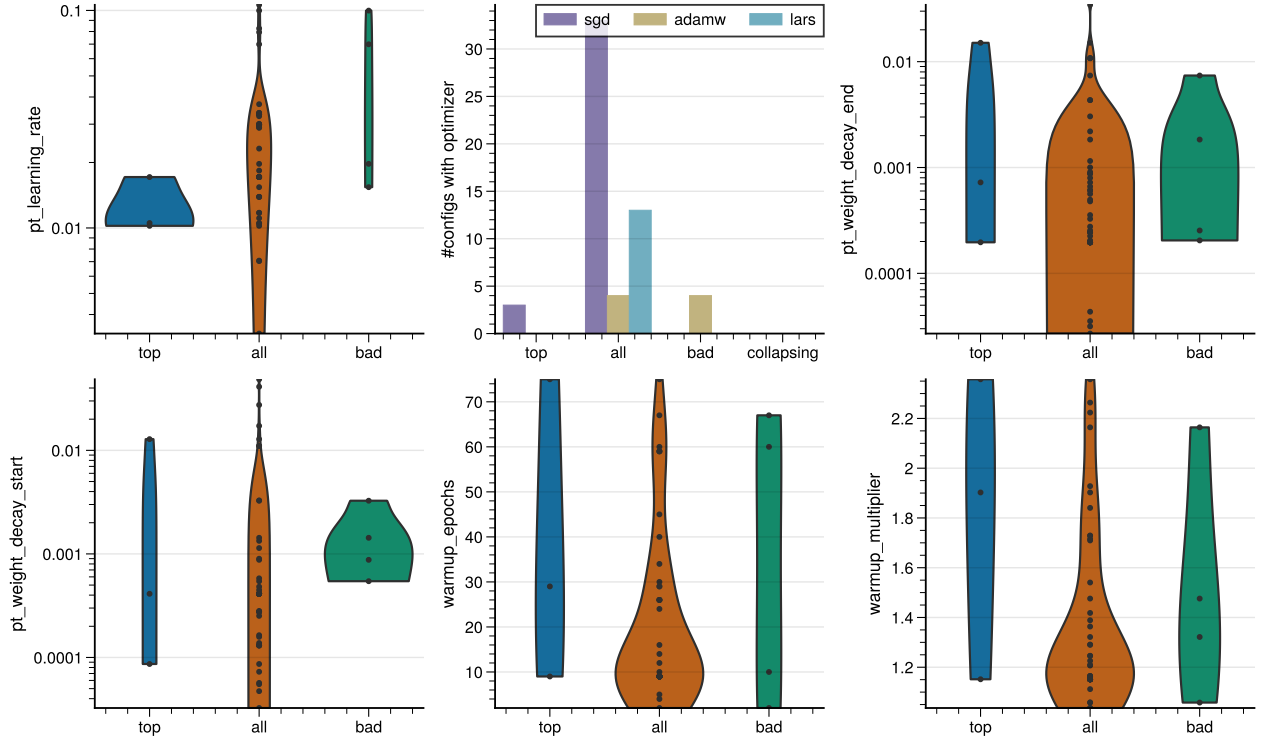 pt_learning_rate
0.1
0.01
top all bad
#configs with optimizer
sgd adamw lars
30
25
20
15
10
5
0
top all bad collapsing
pt_weight_decay_end
0.01
0.001
0.0001
top all bad
pt_weight_decay_start
0.01
0.001
0.0001
top all bad
warmup_epochs
70
60
50
40
30
20
10
top all bad
warmup_multiplier
2.2
2
1.8
1.6
1.4
1.2
top all bad